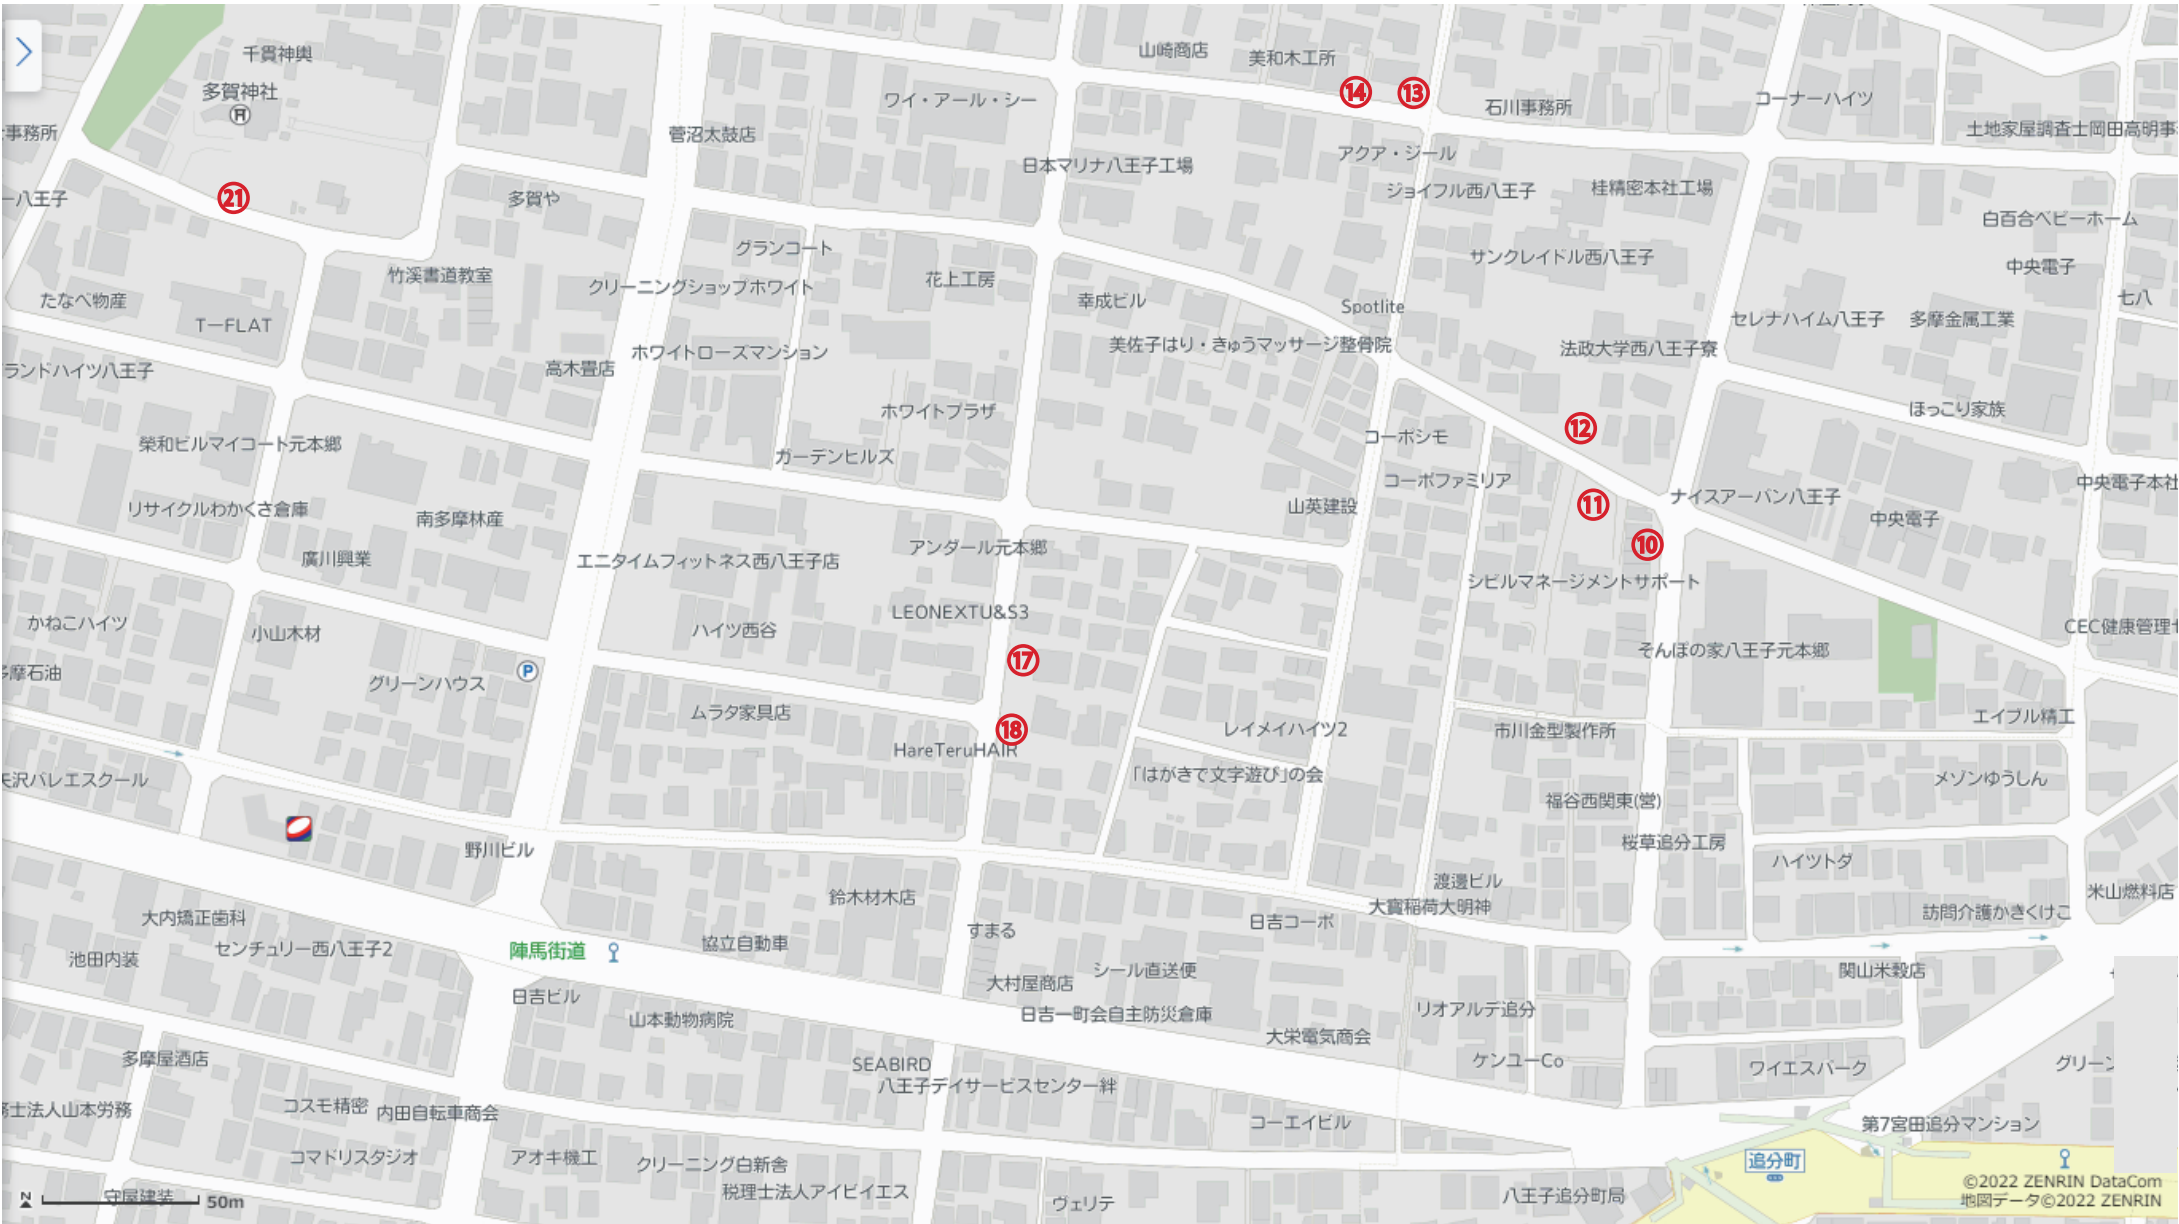 千貫神輿
多賀神社
事務所
ー八王子
㉑
山崎商店
美和木工所
⑭
⑬
石川事務所
コーナーハイツ
土地家屋調査士岡田高明事
ワイ・アール・シー
菅沼太鼓店
日本マリナ八王子工場
アクア・ジール
ジョイフル西八王子
桂精密本社工場
白百合ベビーホーム
多賀や
グランコート
サンクレイドル西八王子
中央電子
竹渓書道教室
クリーニングショップホワイト
花上工房
幸成ビル
Spotlite
七八
たなべ物産
T－FLAT
セレナハイム八王子
多摩金属工業
ホワイトローズマンション
美佐子はり・きゅうマッサージ整骨院
法政大学西八王子寮
ランドハイツ八王子
高木畳店
ホワイトプラザ
ほっこり家族
⑫
榮和ビルマイコート元本郷
ガーデンヒルズ
コーポシモ
コーポファミリア
中央電子本社
リサイクルわかくさ倉庫
南多摩林産
山英建設
⑪
ナイスアーバン八王子
中央電子
廣川興業
エニタイムフィットネス西八王子店
アンダール元本郷
⑩
シビルマネージメントサポート
かねこハイツ
小山木材
ハイツ西谷
LEONEXTU&S3
CEC健康管理セ
多摩石油
グリーンハウス
P
⑰
そんぽの家八王子元本郷
ムラタ家具店
⑱
HareTeruHAIR
レイメイハイツ2
市川金型製作所
エイブル精工
矢沢バレエスクール
「はがきで文字遊び」の会
メゾンゆうしん
福谷西関東(営)
野川ビル
桜草追分工房
ハイツトダ
鈴木材木店
渡邊ビル
大寳稲荷大明神
米山燃料店
大内矯正歯科
日吉コーポ
訪問介護かきくけこ
センチュリー西八王子2
陣馬街道
協立自動車
すまる
池田内装
シール直送便
関山米穀店
日吉ビル
大村屋商店
山本動物病院
日吉一町会自主防災倉庫
リオアルデ追分
大栄電気商会
多摩屋酒店
SEABIRD
ケンユーCo
ワイエスパーク
グリーン
八王子デイサービスセンター絆
務士法人山本労務
コスモ精密
内田自転車商会
コーエイビル
第7宮田追分マンション
コマドリスタジオ
アオキ機工
クリーニング白新舎
追分町
守屋建装
税理士法人アイビイエス
ヴェリテ
八王子追分町局
N
50m
©2022 ZENRIN DataCom
地図データ©2022 ZENRIN